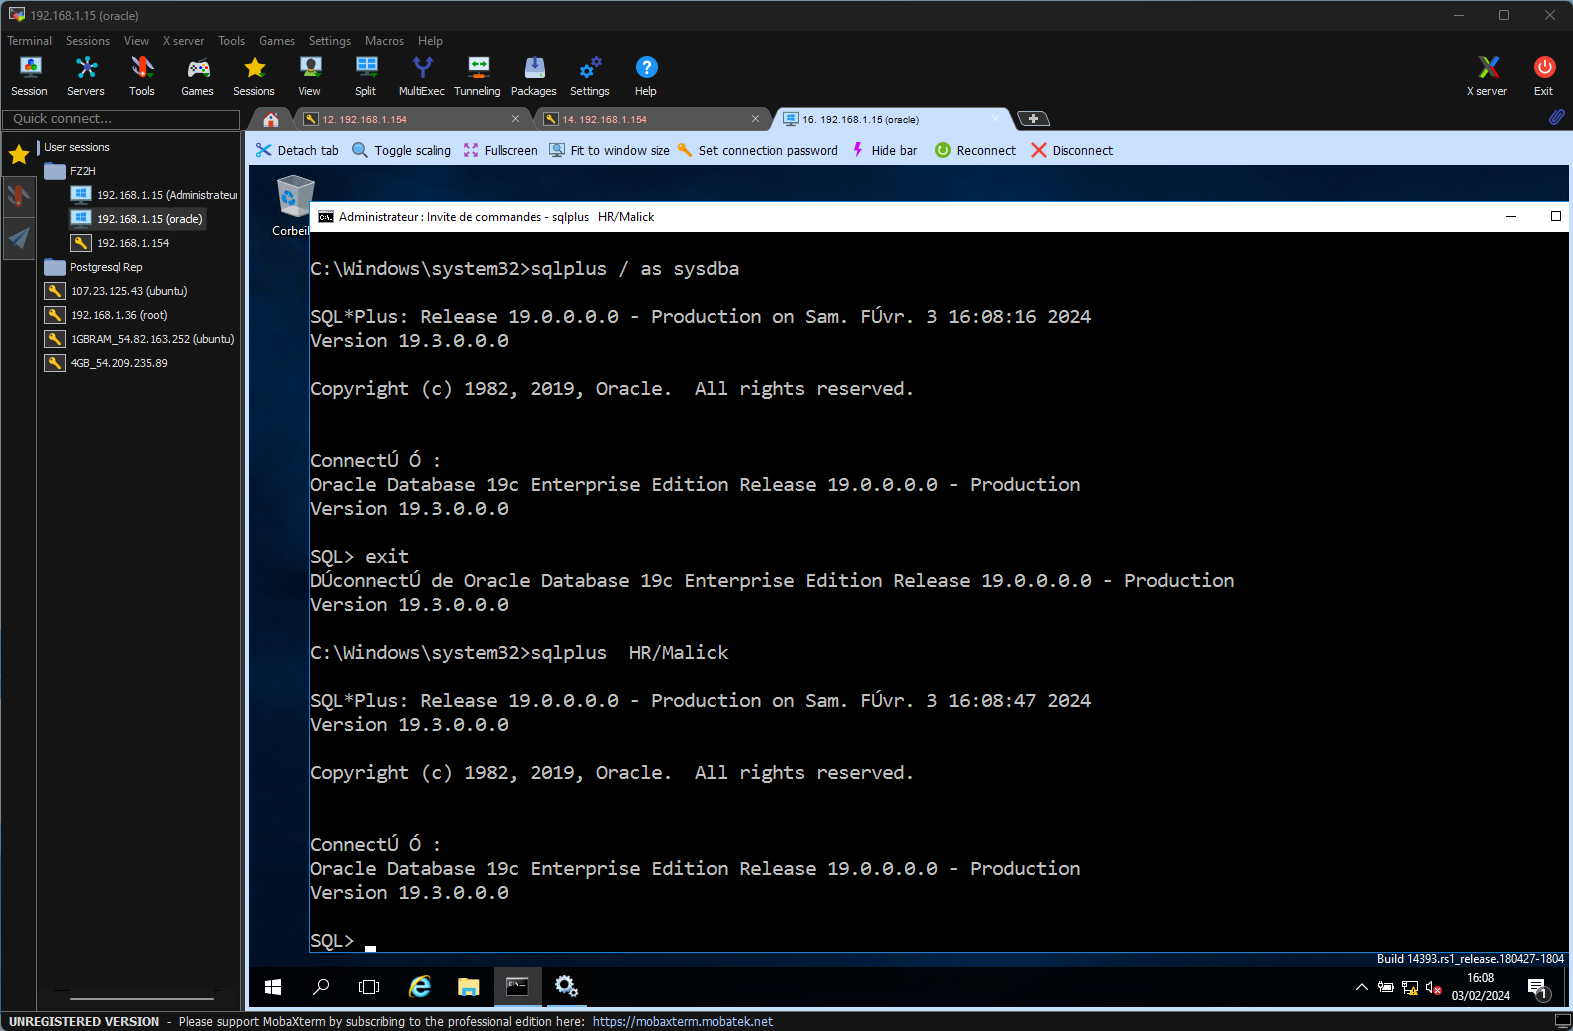 192.168.1.15 (oracle)
Terminal Sessions View X server Tools Games Settings Macros Help
Session Servers Tools Games Sessions View Split MultiExec Tunneling Packages Settings Help X server Exit
Quick connect...
12. 192.168.1.154
14. 192.168.1.154
16. 192.168.1.15 (oracle)
User sessions
FZ2H
192.168.1.15 (Administrateur
192.168.1.15 (oracle)
192.168.1.154
Postgresql Rep
107.23.125.43 (ubuntu)
192.168.1.36 (root)
1GBRAM_54.82.163.252 (ubuntu)
4GB_54.209.235.89
Detach tab Toggle scaling Fullscreen Fit to window size Set connection password Hide bar Reconnect Disconnect
Corbeil
Administrateur : Invite de commandes - sqlplus HR/Malick
C:\Windows\system32>sqlplus / as sysdba
SQL*Plus: Release 19.0.0.0.0 - Production on Sam. FÚvr. 3 16:08:16 2024
Version 19.3.0.0.0
Copyright (c) 1982, 2019, Oracle.  All rights reserved.
ConnectÚ Ó :
Oracle Database 19c Enterprise Edition Release 19.0.0.0.0 - Production
Version 19.3.0.0.0
SQL> exit
DÚconnectÚ de Oracle Database 19c Enterprise Edition Release 19.0.0.0.0 - Production
Version 19.3.0.0.0
C:\Windows\system32>sqlplus  HR/Malick
SQL*Plus: Release 19.0.0.0.0 - Production on Sam. FÚvr. 3 16:08:47 2024
Version 19.3.0.0.0
Copyright (c) 1982, 2019, Oracle.  All rights reserved.
ConnectÚ Ó :
Oracle Database 19c Enterprise Edition Release 19.0.0.0.0 - Production
Version 19.3.0.0.0
SQL>
Build 14393.rs1_release.180427-1804
16:08
03/02/2024
1
UNREGISTERED VERSION - Please support MobaXterm by subscribing to the professional edition here: https://mobaxterm.mobatek.net